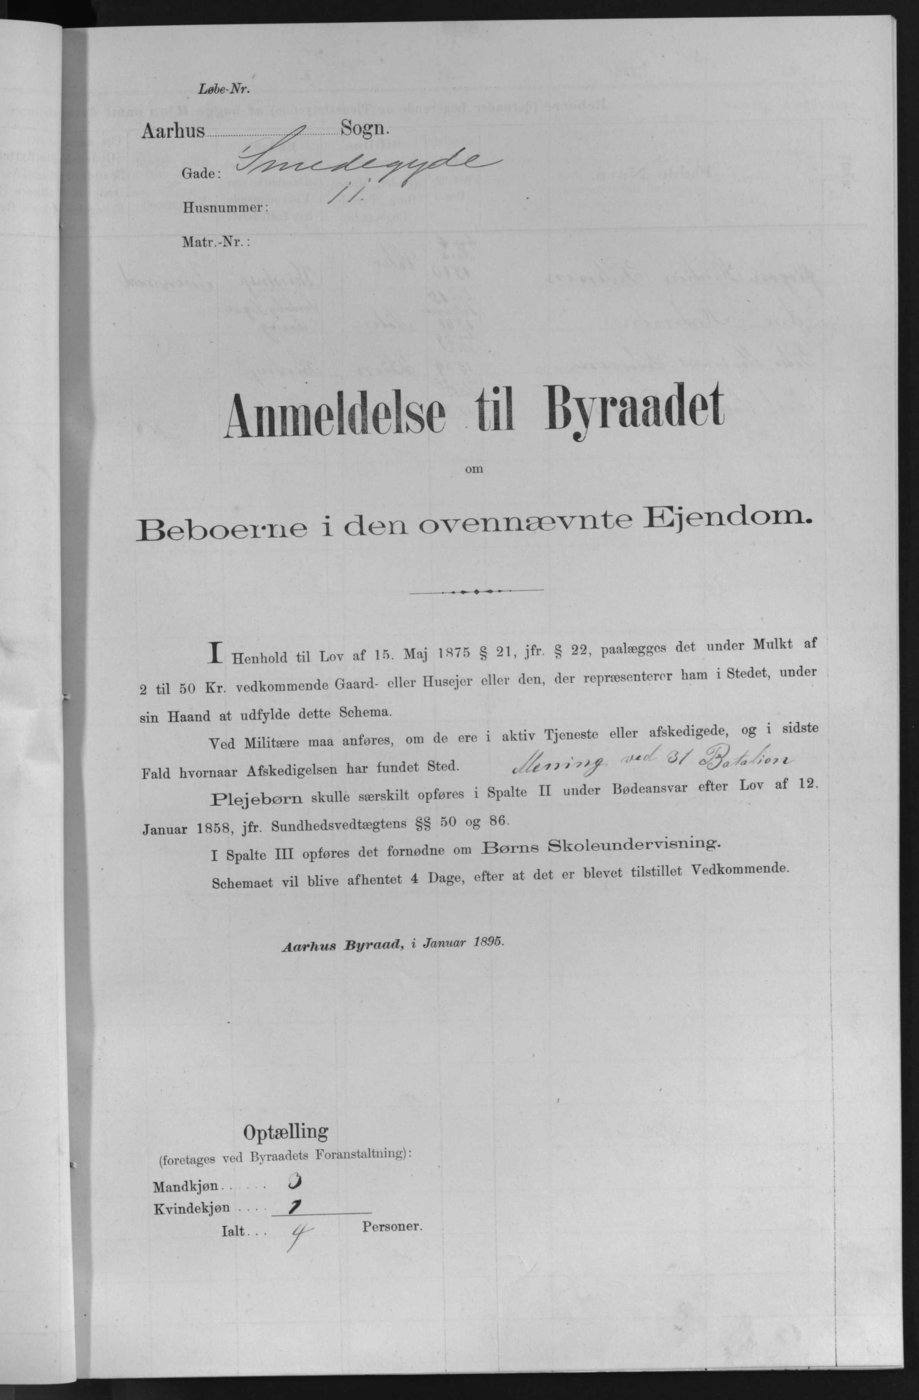 Løbe-Nr.
Aarhus Sogn.
Gade: Smedegyde
Husnummer: 11.
Matr.-Nr.:
Anmeldelse til Byraadet
om
Beboerne i den ovennævnte Ejendom.
I Henhold til Lov af 15. Maj 1875 § 21, jfr. § 22, paalægges det under Mulkt af
2 til 50 Kr. vedkommende Gaard- eller Husejer eller den, der repræsenterer ham i Stedet, under
sin Haand at udfylde dette Schema.
Ved Militære maa anføres, om de ere i aktiv Tjeneste eller afskedigede, og i sidste
Fald hvornaar Afskedigelsen har fundet Sted. Mening ved 31 Batalion
Plejebørn skulle særskilt opføres i Spalte II under Bødeansvar efter Lov af 12.
Januar 1858, jfr. Sundhedsvedtægtens §§ 50 og 86.
I Spalte III opføres det fornødne om Børns Skoleundervisning.
Schemaet vil blive afhentet 4 Dage, efter at det er blevet tilstillet Vedkommende.
Aarhus Byraad, i Januar 1895.
Optælling
(foretages ved Byraadets Foranstaltning):
Mandkjøn ...... 3
Kvindekjøn .... 1
Ialt ... 4 Personer.